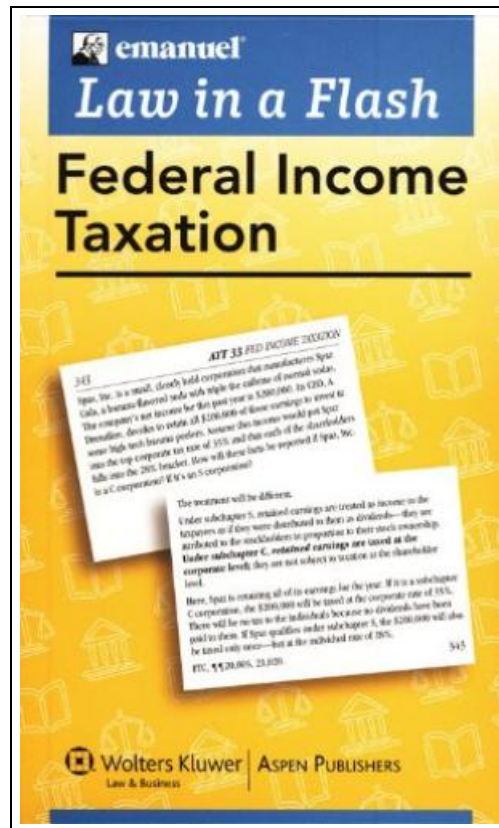 emanuel®
Law in a Flash
Federal Income
Taxation
343
ATT 33 FED INCOME TAXATION
Spaz, Inc. is a small, closely held corporation that manufactures Spaz
Cola, a banana-flavored soda with triple the caffeine of normal sodas.
The company's net income for this past year is $200,000. Its CEO, A
decides to retain all $200,000 of these earnings to invest in
some high tech banana peelers. Assume this income would put Spaz
into the top corporate tax rate of 35% and that each of the shareholders
falls into the 28% bracket. How will these facts be reported if Spaz, Inc.
is a C corporation? If it's an S corporation?
The treatment will be different.
Under subchapter S, retained earnings are treated as income to the
taxpayers as if they were distributed to them as dividends—they are
attributed to the stockholders in proportion to their stock ownership.
Under subchapter C, retained earnings are taxed at the
corporate level; they are not subject to taxation at the shareholder
level.
Here, Spaz is retaining all of its earnings for the year. If it is a subchapter
C corporation, the $200,000 will be taxed at the corporate rate of 35%.
There will be no tax to the individuals because no dividends have been
paid to them. If Spaz qualifies under subchapter S, the $200,000 will also
be taxed only once—but at the individual rate of 28%.
¶¶20,005, 21,020.
343
Wolters Kluwer
Law & Business
ASPEN PUBLISHERS